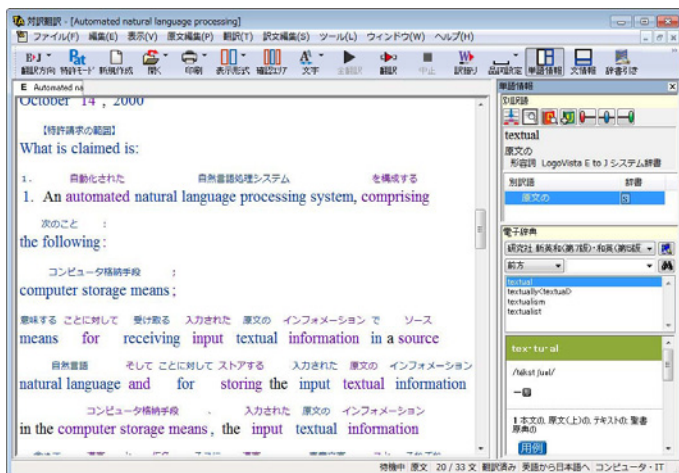 対訳翻訳 - [Automated natural language processing]
ファイル(F) 編集(E) 表示(V) 原文編集(P) 翻訳(T) 訳文編集(S) ツール(L) ウィンドウ(W) ヘルプ(H)
翻訳方向 特許モード 新規作成 開く 保存 印刷 表示形式 確認エリア 文字 全翻訳 翻訳 中止 訳振り 品詞設定 単語情報 文情報 辞書引き
E Automated na
October 14 , 2000
【特許請求の範囲】
What is claimed is:
1. 自動化された 自然言語処理システム を構成する
1. An automated natural language processing system, comprising
次のこと :
the following:
コンピュータ格納手段 ;
computer storage means;
意味する ことに対して 受け取る 入力された 原文の インフォメーション で ソース
means for receiving input textual information in a source
自然言語 そして ことに対して ストアする 入力された 原文の インフォメーション
natural language and for storing the input textual information
コンピュータ格納手段 、 入力された 原文の インフォメーション
in the computer storage means, the input textual information
単語情報
別訳語
textual
原文の
形容詞 LogoVista E to J システム辞書
別訳語 辞書
原文の S
電子辞典
研究社 新英和(第7版)・和英(第5版)
前方
textual
textually<textual>
textualism
textualist
tex·tu·al
1 本文の, 原文(上)の, テキストの; 聖書
原典の
用例
待機中 原文 20 / 33 文 翻訳済み 英語から日本語へ コンピュータ・IT